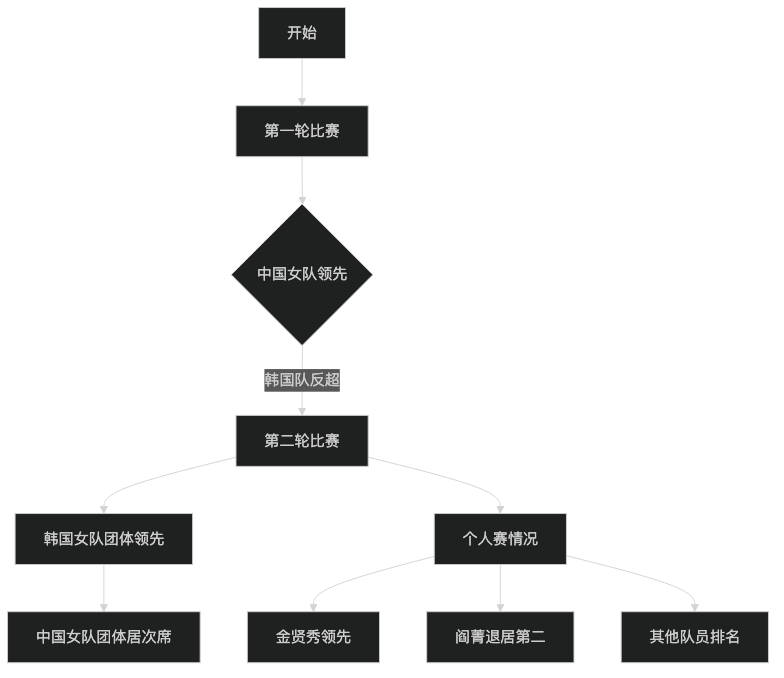 开始
第一轮比赛
中国女队领先
韩国队反超
第二轮比赛
韩国女队团体领先
个人赛情况
中国女队团体居次席
金贤秀领先
阎菁退居第二
其他队员排名